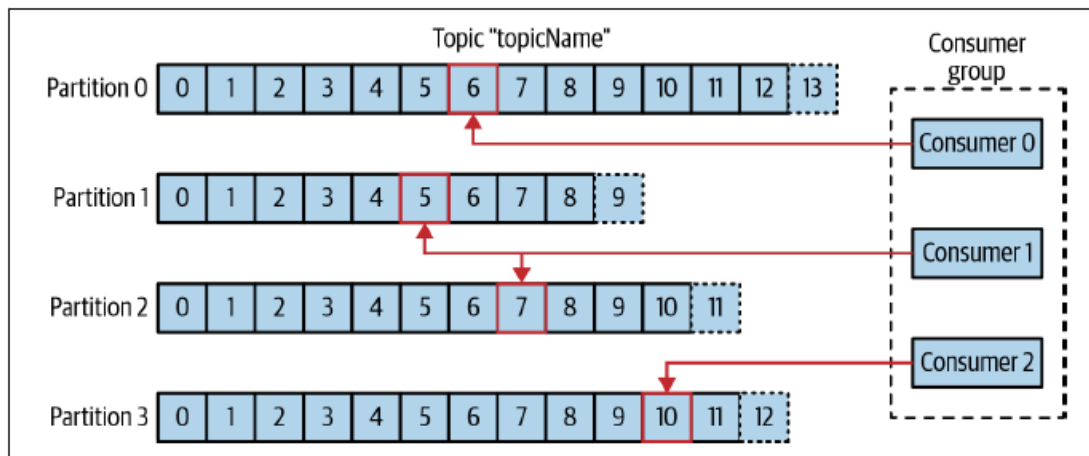 Topic "topicName"
Consumer
group
Partition 0 0 1 2 3 4 5 6 7 8 9 10 11 12 13
Consumer 0
Partition 1 0 1 2 3 4 5 6 7 8 9
Consumer 1
Partition 2 0 1 2 3 4 5 6 7 8 9 10 11
Consumer 2
Partition 3 0 1 2 3 4 5 6 7 8 9 10 11 12